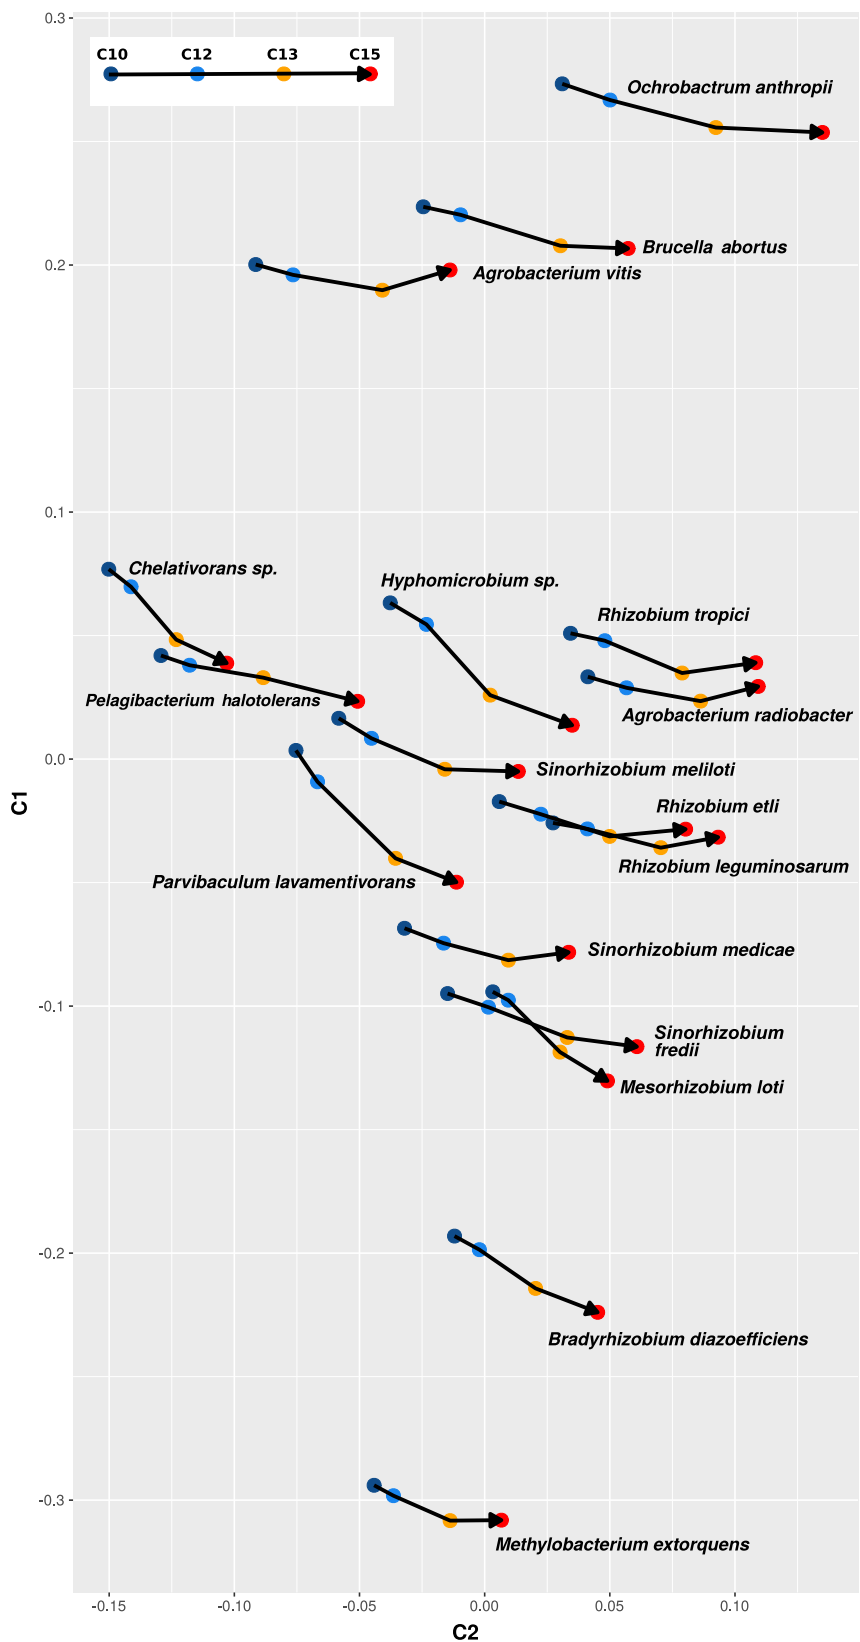 0.3
C10 C12 C13 C15
Ochrobactrum anthropii
Brucella abortus
0.2
Agrobacterium vitis
0.1
Chelativorans sp.
Hyphomicrobium sp.
Rhizobium tropici
Pelagibacterium halotolerans
Agrobacterium radiobacter
0.0
Sinorhizobium meliloti
C1
Rhizobium etli
Rhizobium leguminosarum
Parvibaculum lavamentivorans
Sinorhizobium medicae
-0.1
Sinorhizobium
fredii
Mesorhizobium loti
-0.2
Bradyrhizobium diazoefficiens
-0.3
Methylobacterium extorquens
-0.15 -0.10 -0.05 0.00 0.05 0.10
C2